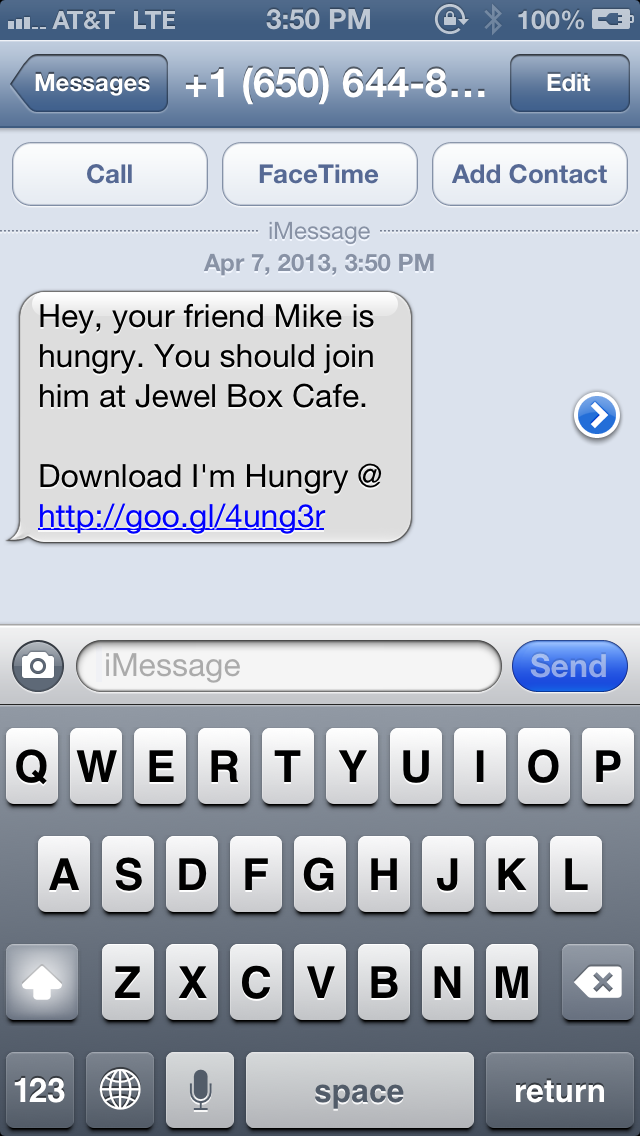 AT&T LTE 3:50 PM 100%
Messages +1 (650) 644-8... Edit
Call FaceTime Add Contact
iMessage
Apr 7, 2013, 3:50 PM
Hey, your friend Mike is
hungry. You should join
him at Jewel Box Cafe.
Download I'm Hungry @
http://goo.gl/4ung3r
iMessage Send
Q W E R T Y U I O P
A S D F G H J K L
Z X C V B N M
123 space return